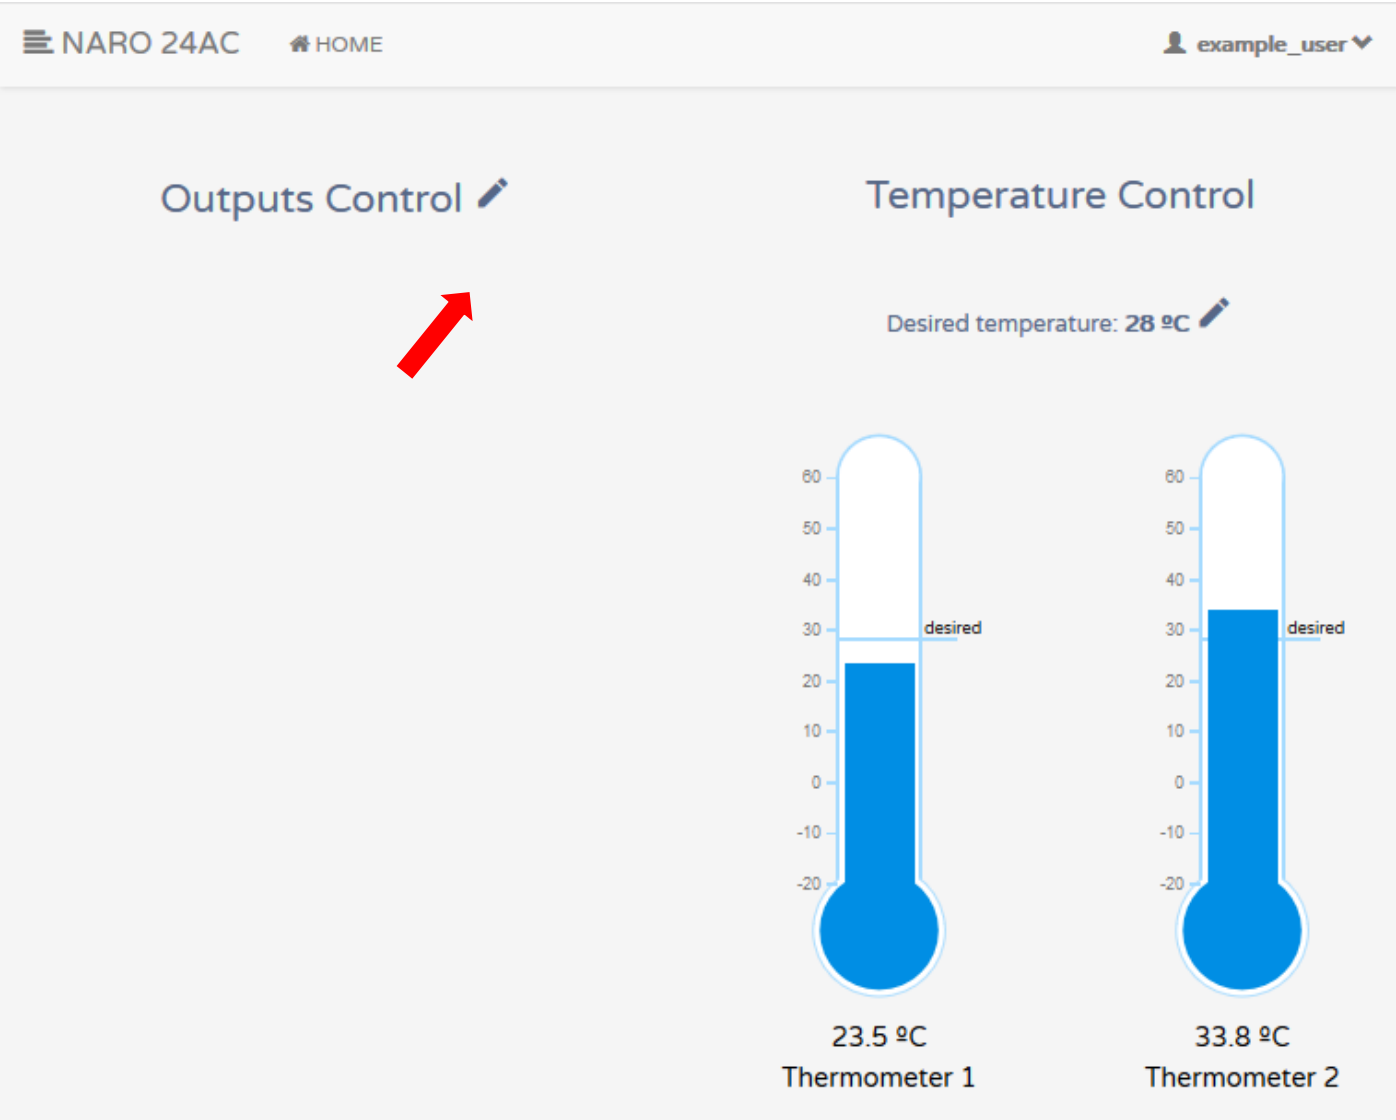 NARO 24AC HOME example_user
Outputs Control
Temperature Control
Desired temperature: 28 ºC
60
50
40
30
20
10
0
-10
-20
desired
23.5 ºC
Thermometer 1
60
50
40
30
20
10
0
-10
-20
desired
33.8 ºC
Thermometer 2